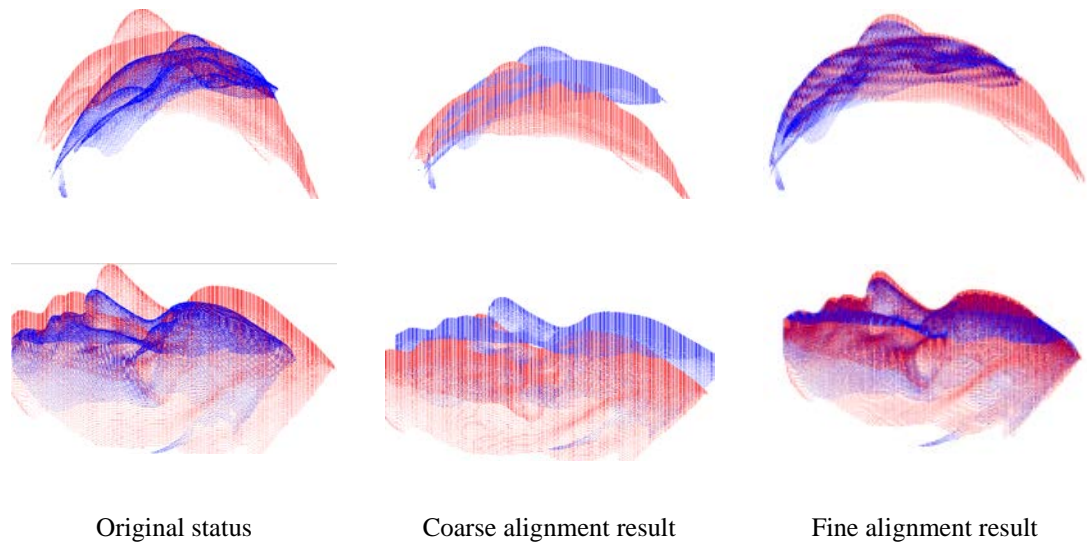 Original status
Coarse alignment result
Fine alignment result